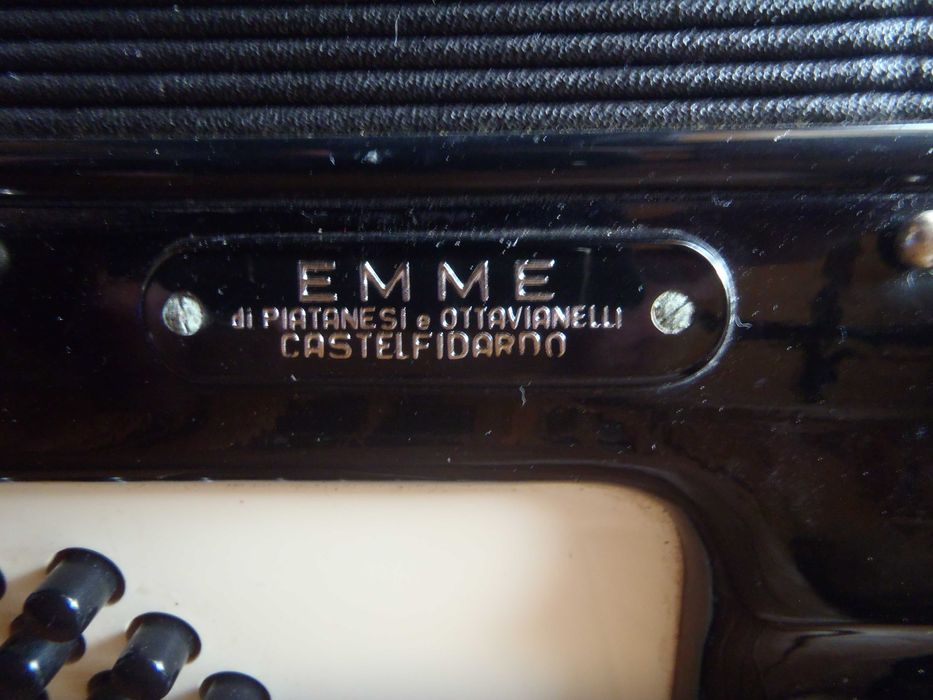 EMME
di PIATANESI e OTTAVIANELLI
CASTELFIDARDO